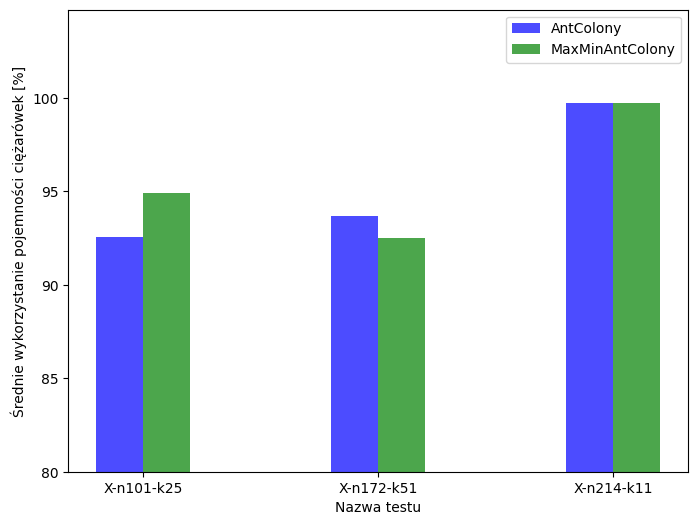 AntColony
MaxMinAntColony
Średnie wykorzystanie pojemności ciężarówek [%]
100
95
90
85
80
X-n101-k25
X-n172-k51
X-n214-k11
Nazwa testu